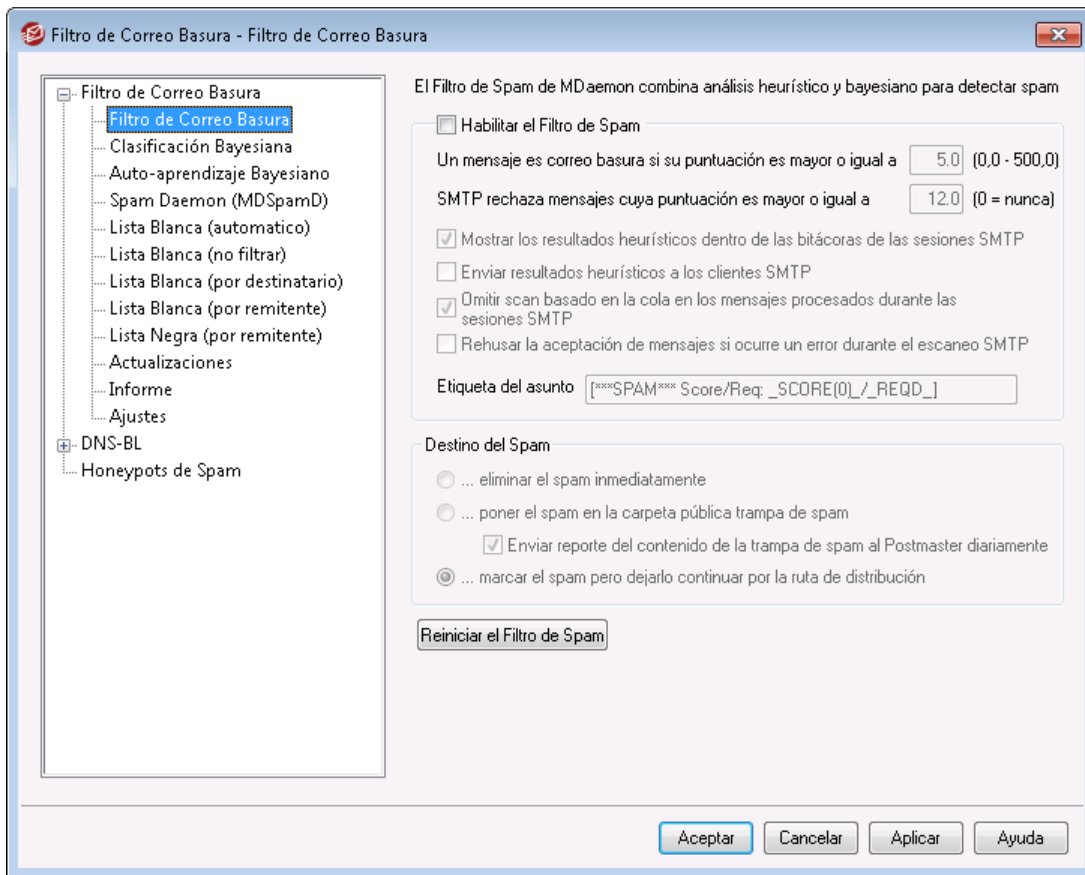 Filtro de Correo Basura - Filtro de Correo Basura
Filtro de Correo Basura
Filtro de Correo Basura
Clasificación Bayesiana
Auto-aprendizaje Bayesiano
Spam Daemon (MDSpamD)
Lista Blanca (automatico)
Lista Blanca (no filtrar)
Lista Blanca (por destinatario)
Lista Blanca (por remitente)
Lista Negra (por remitente)
Actualizaciones
Informe
Ajustes
DNS-BL
Honeypots de Spam
El Filtro de Spam de MDaemon combina análisis heurístico y bayesiano para detectar spam
Habilitar el Filtro de Spam
Un mensaje es correo basura si su puntuación es mayor o igual a 5.0 (0,0 - 500,0)
SMTP rechaza mensajes cuya puntuación es mayor o igual a 12.0 (0 = nunca)
Mostrar los resultados heurísticos dentro de las bitácoras de las sesiones SMTP
Enviar resultados heurísticos a los clientes SMTP
Omitir scan basado en la cola en los mensajes procesados durante las
sesiones SMTP
Rehusar la aceptación de mensajes si ocurre un error durante el escaneo SMTP
Etiqueta del asunto [***SPAM*** Score/Req: _SCORE(0)_/_REQD_]
Destino del Spam
... eliminar el spam inmediatamente
... poner el spam en la carpeta pública trampa de spam
Enviar reporte del contenido de la trampa de spam al Postmaster diariamente
... marcar el spam pero dejarlo continuar por la ruta de distribución
Reiniciar el Filtro de Spam
Aceptar Cancelar Aplicar Ayuda